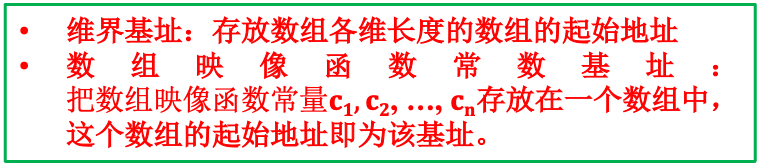 • 维界基址：存放数组各维长度的数组的起始地址
• 数组映像函数常数基址：
把数组映像函数常量c₁, c₂, …, cₙ存放在一个数组中，
这个数组的起始地址即为该基址。